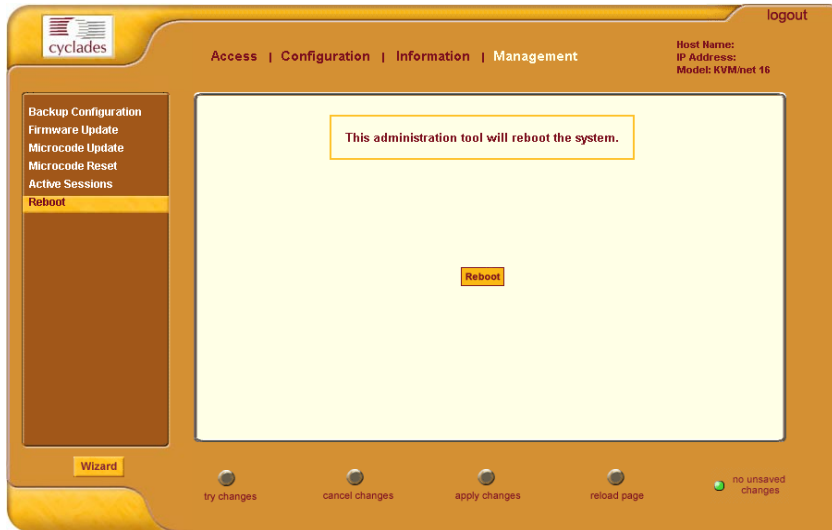 logout
cyclades
Access | Configuration | Information | Management
Host Name:
IP Address:
Model: KVM/net 16
Backup Configuration
Firmware Update
Microcode Update
Microcode Reset
Active Sessions
Reboot
This administration tool will reboot the system.
Reboot
Wizard
try changes
cancel changes
apply changes
reload page
no unsaved
changes